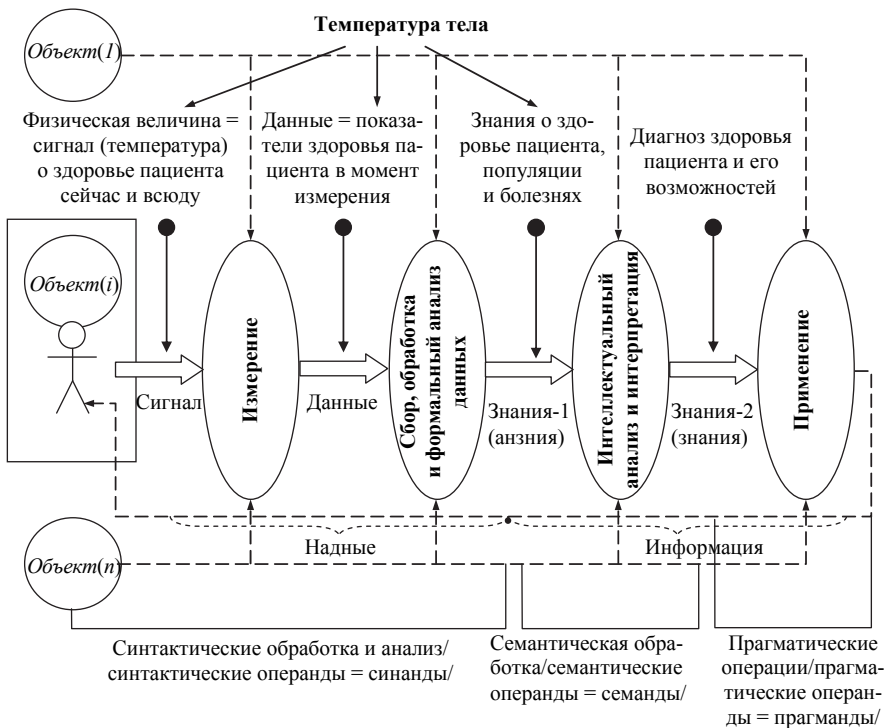 Температура тела
Объект(1)
Физическая величина =
сигнал (температура)
о здоровье пациента
сейчас и всюду
Данные = показа-
тели здоровья па-
циента в момент
измерения
Знания о здо-
ровье пациента,
популяции
и болезнях
Диагноз здоровья
пациента и его
возможностей
Объект(i)
Сигнал
Измерение
Данные
Сбор, обработка
и формальный анализ
данных
Знания-1
(анзния)
Интеллектуальный
анализ и интерпретация
Знания-2
(знания)
Применение
Надные
Информация
Объект(n)
Синтактические обработка и анализ/
синтактические операнды = синанды/
Семантическая обра-
ботка/семантические
операнды = семанды/
Прагматические
операции/прагма-
тические операн-
ды = прагманды/